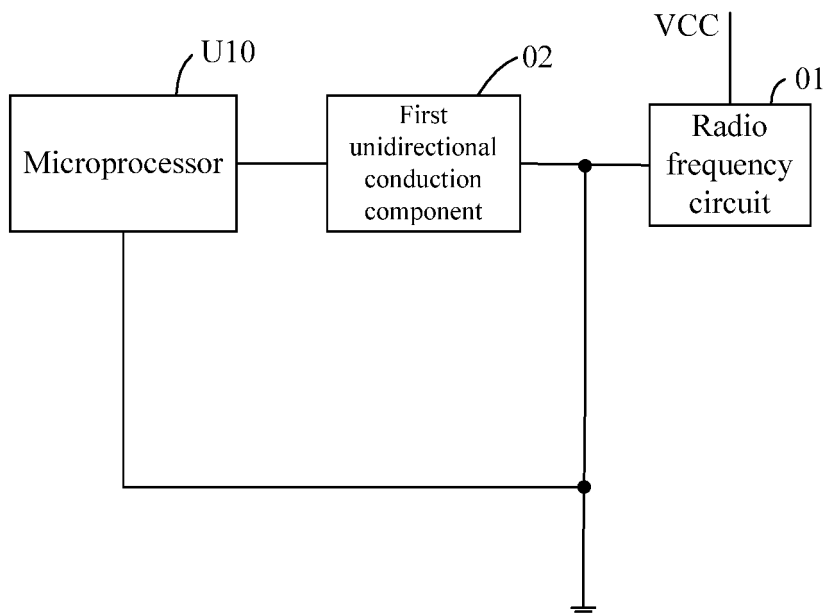 U10
02
VCC
01
Microprocessor
First
unidirectional
conduction
component
Radio
frequency
circuit